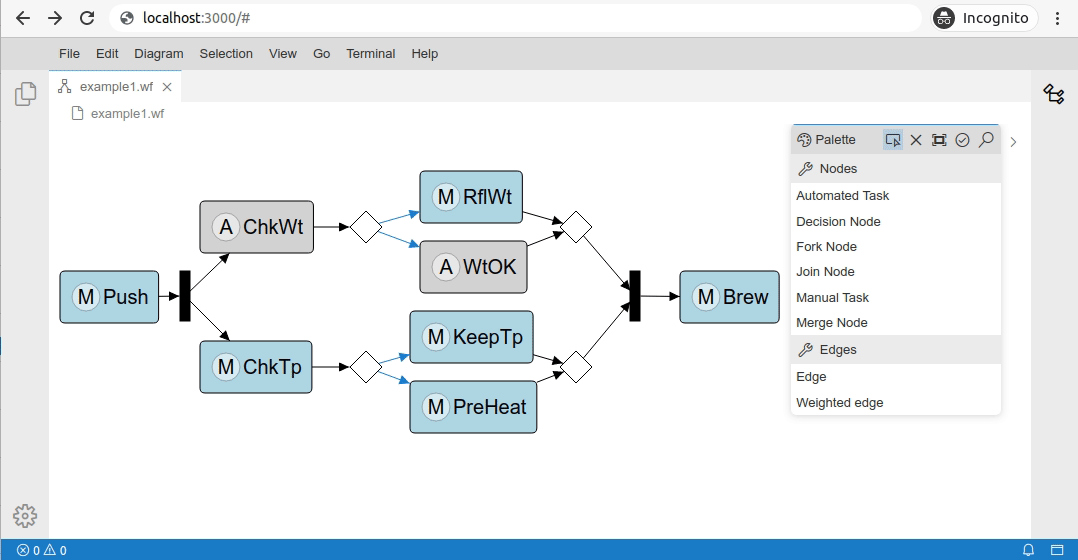 localhost:3000/#
Incognito
File Edit Diagram Selection View Go Terminal Help
example1.wf
example1.wf
Palette
Nodes
Automated Task
Decision Node
Fork Node
Join Node
Manual Task
Merge Node
Edges
Edge
Weighted edge
M Push
A ChkWt
M ChkTp
M RflWt
A WtOK
M KeepTp
M PreHeat
M Brew
0 0